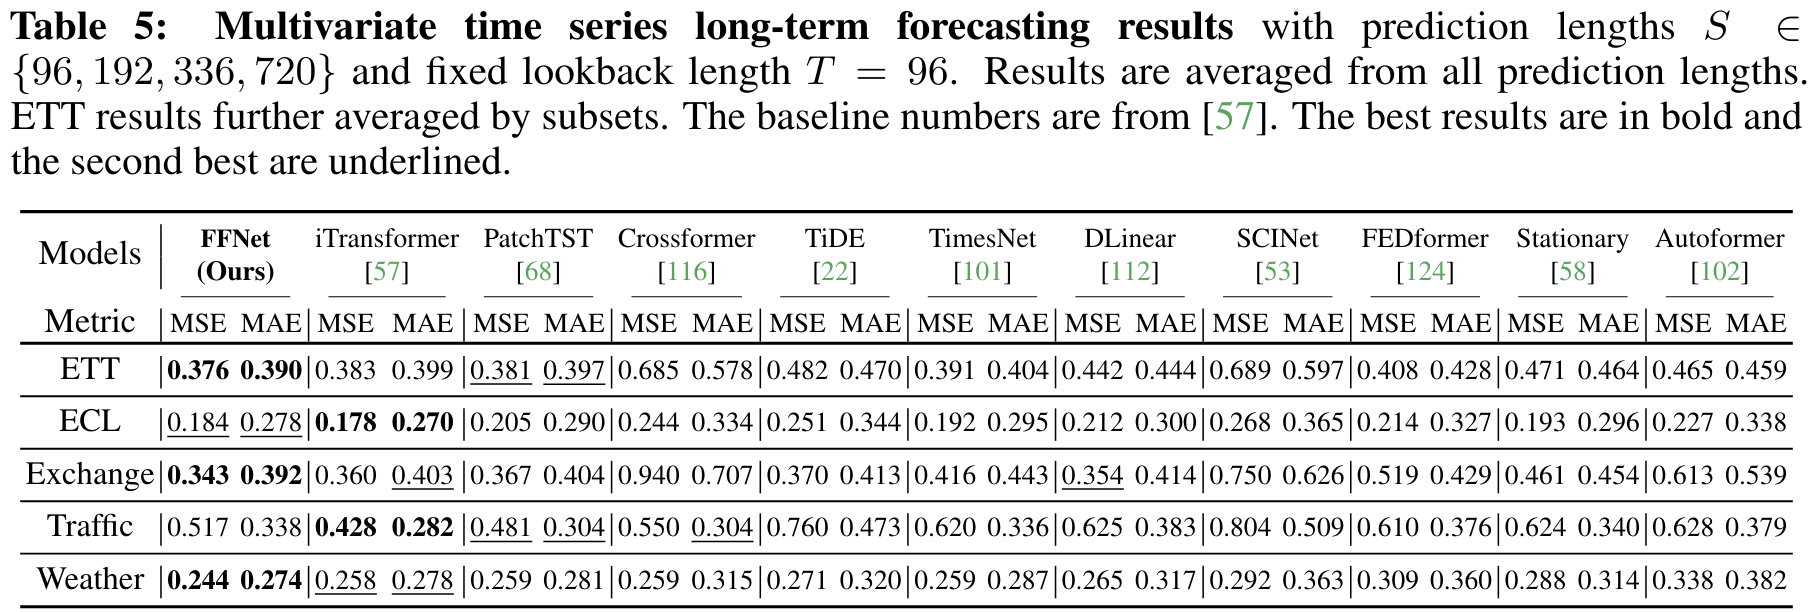 Table 5: Multivariate time series long-term forecasting results with prediction lengths S ∈
{96, 192, 336, 720} and fixed lookback length T = 96. Results are averaged from all prediction lengths.
ETT results further averaged by subsets. The baseline numbers are from [57]. The best results are in bold and
the second best are underlined.
Models FFNet iTransformer PatchTST Crossformer TiDE TimesNet DLinear SCINet FEDformer Stationary Autoformer
(Ours) [57] [68] [116] [22] [101] [112] [53] [124] [58] [102]
Metric MSE MAE MSE MAE MSE MAE MSE MAE MSE MAE MSE MAE MSE MAE MSE MAE MSE MAE MSE MAE MSE MAE
ETT 0.376 0.390 0.383 0.399 0.381 0.397 0.685 0.578 0.482 0.470 0.391 0.404 0.442 0.444 0.689 0.597 0.408 0.428 0.471 0.464 0.465 0.459
ECL 0.184 0.278 0.178 0.270 0.205 0.290 0.244 0.334 0.251 0.344 0.192 0.295 0.212 0.300 0.268 0.365 0.214 0.327 0.193 0.296 0.227 0.338
Exchange 0.343 0.392 0.360 0.403 0.367 0.404 0.940 0.707 0.370 0.413 0.416 0.443 0.354 0.414 0.750 0.626 0.519 0.429 0.461 0.454 0.613 0.539
Traffic 0.517 0.338 0.428 0.282 0.481 0.304 0.550 0.304 0.760 0.473 0.620 0.336 0.625 0.383 0.804 0.509 0.610 0.376 0.624 0.340 0.628 0.379
Weather 0.244 0.274 0.258 0.278 0.259 0.281 0.259 0.315 0.271 0.320 0.259 0.287 0.265 0.317 0.292 0.363 0.309 0.360 0.288 0.314 0.338 0.382